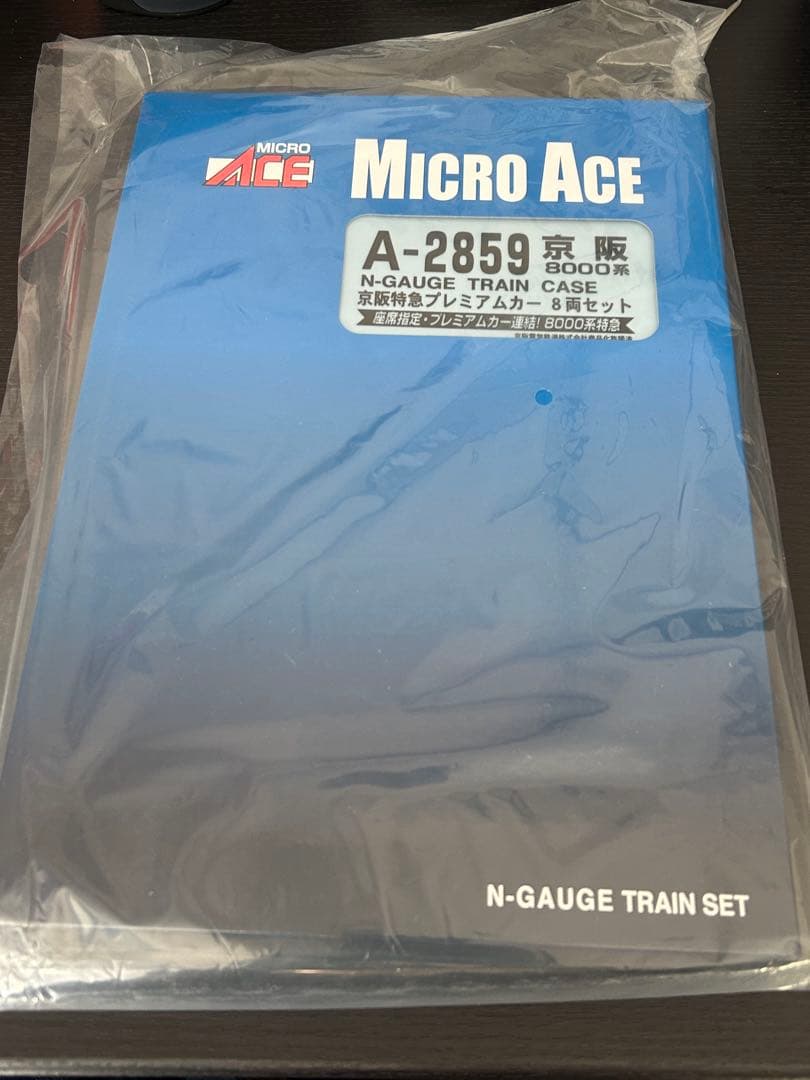 MICRO
ACE
MICRO ACE
A-2859 京阪
8000系
N-GAUGE TRAIN CASE
京阪特急プレミアムカー 8両セット
座席指定・プレミアムカー連結! 8000系特急
N-GAUGE TRAIN SET